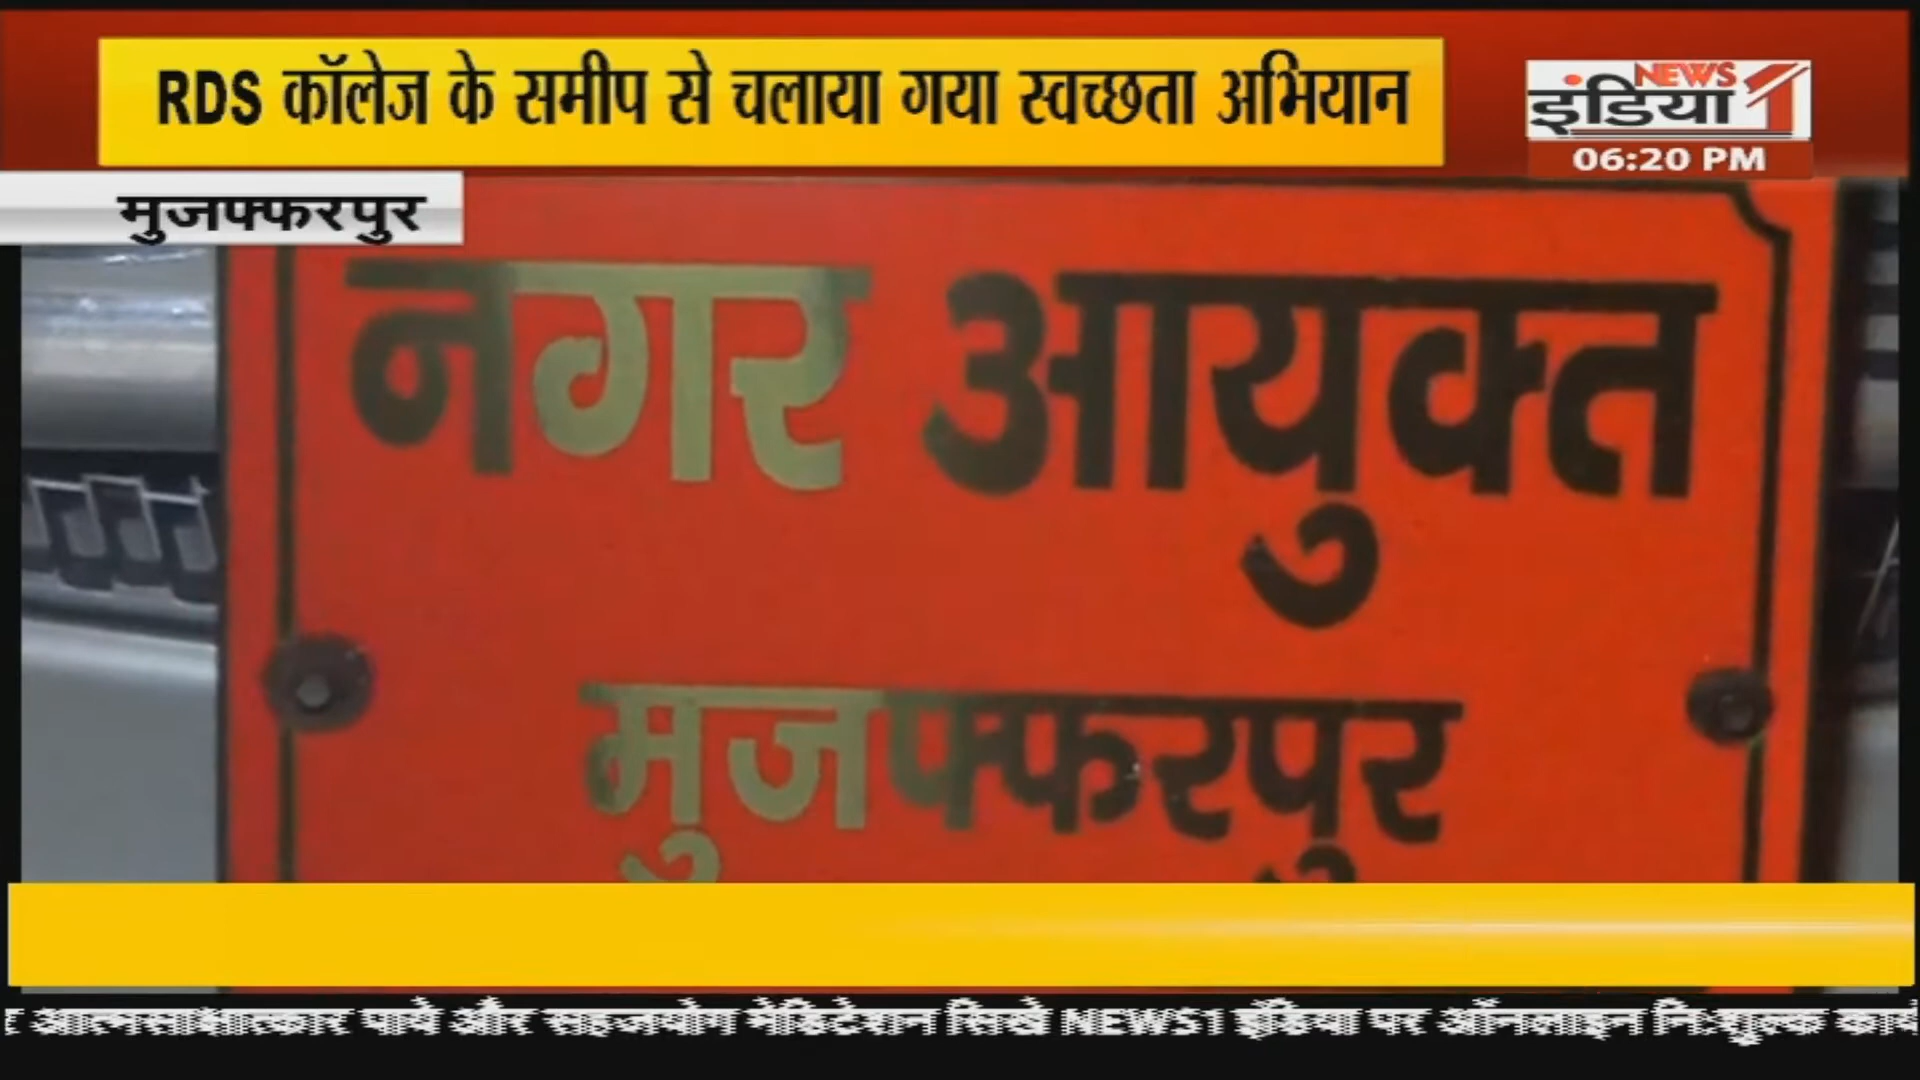 RDS कॉलेज के समीप से चलाया गया स्वच्छता अभियान
NEWS
इंडिया 1
06:20 PM
मुजफ्फरपुर
नगर आयुक्त
मुजफ्फरपुर
आत्मसाक्षात्कार पाये और सहजयोग मेडिटेशन सिखे NEWS1 इंडिया पर ऑनलाइन नि:शुल्क